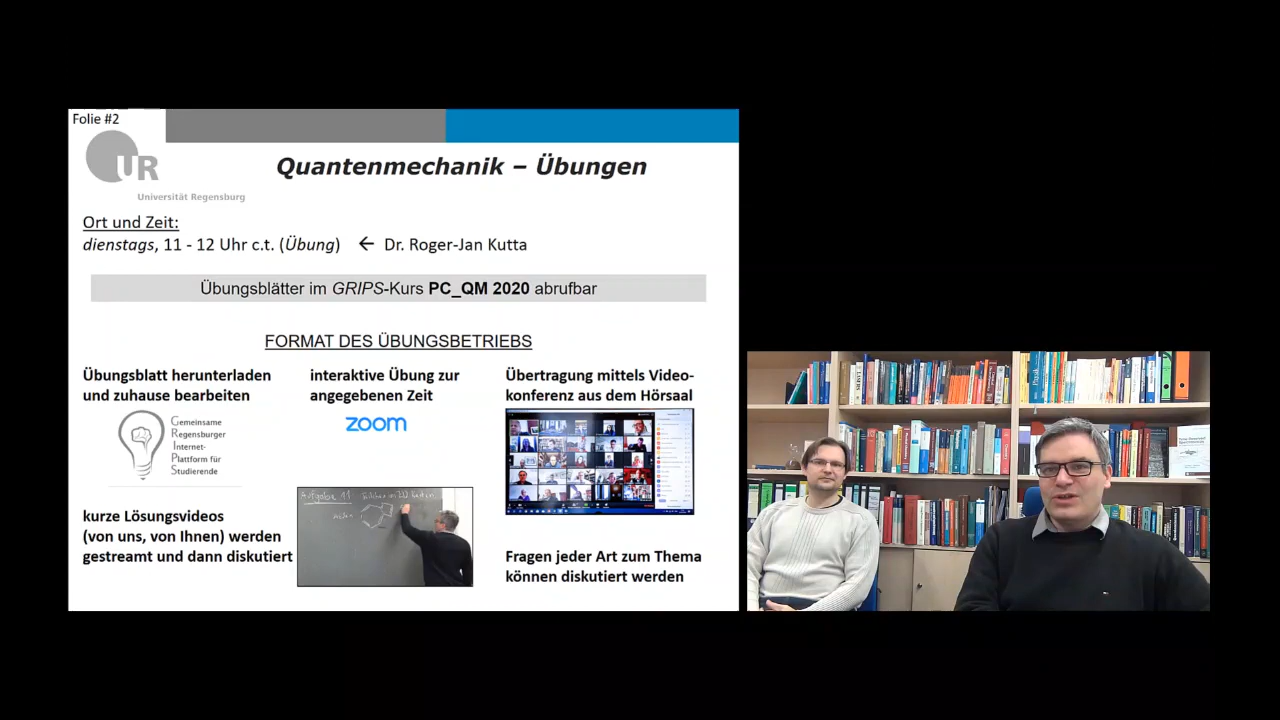 Folie #2
UR
Universität Regensburg
Quantenmechanik – Übungen
Ort und Zeit:
dienstags, 11 - 12 Uhr c.t. (Übung) ← Dr. Roger-Jan Kutta
Übungsblätter im GRIPS-Kurs PC_QM 2020 abrufbar
FORMAT DES ÜBUNGSBETRIEBS
Übungsblatt herunterladen
und zuhause bearbeiten
Gemeinsame
Regensburger
Internet-
Plattform für
Studierende
kurze Lösungsvideos
(von uns, von Ihnen) werden
gestreamt und dann diskutiert
interaktive Übung zur
angegebenen Zeit
zoom
Aufgabe 11
Übertragung mittels Video-
konferenz aus dem Hörsaal
Fragen jeder Art zum Thema
können diskutiert werden